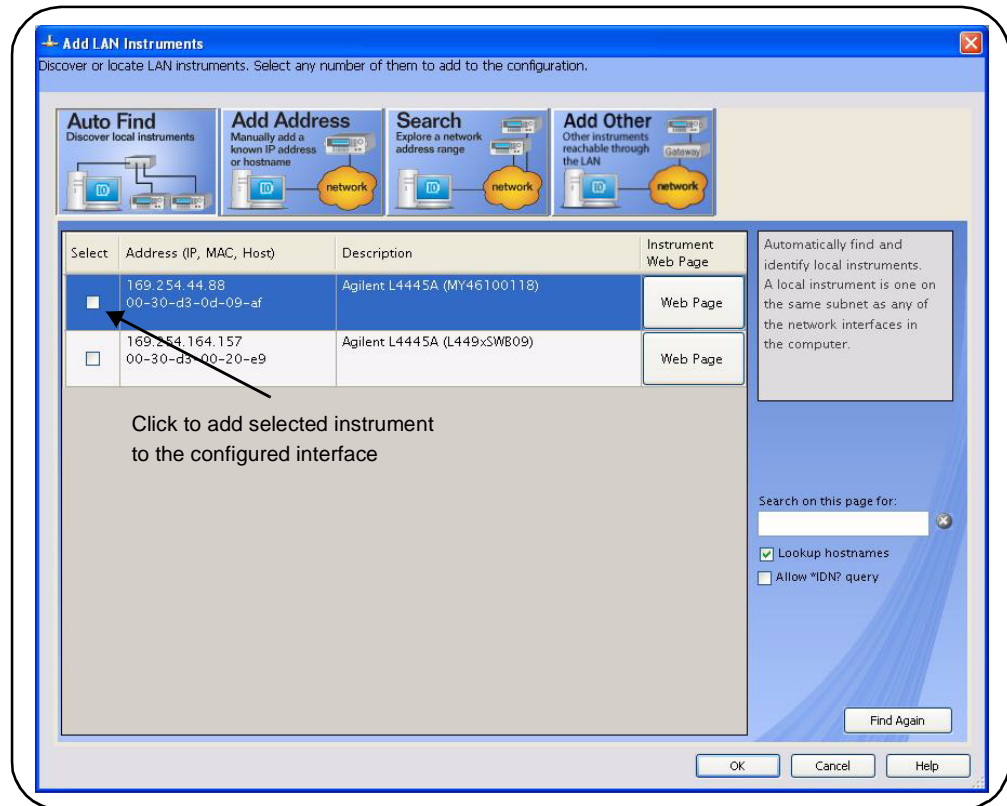 Add LAN Instruments
Discover or locate LAN instruments. Select any number of them to add to the configuration.
Auto Find
Discover local instruments
IO
Add Address
Manually add a
known IP address
or hostname
IO
network
Search
Explore a network
address range
IO
network
Add Other
Other instruments
reachable through
the LAN
Gateway
IO
network
Select
Address (IP, MAC, Host)
Description
Instrument
Web Page
169.254.44.88
00-30-d3-0d-09-af
Agilent L4445A (MY46100118)
Web Page
169.254.164.157
00-30-d3-00-20-e9
Agilent L4445A (L449xSWB09)
Web Page
Click to add selected instrument
to the configured interface
Automatically find and
identify local instruments.
A local instrument is one on
the same subnet as any of
the network interfaces in
the computer.
Search on this page for:
Lookup hostnames
Allow *IDN? query
Find Again
OK
Cancel
Help